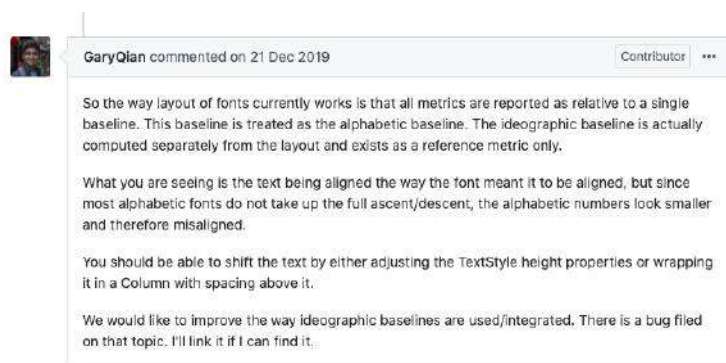 GaryQian commented on 21 Dec 2019
Contributor ...
So the way layout of fonts currently works is that all metrics are reported as relative to a single
baseline. This baseline is treated as the alphabetic baseline. The ideographic baseline is actually
computed separately from the layout and exists as a reference metric only.
What you are seeing is the text being aligned the way the font meant it to be aligned, but since
most alphabetic fonts do not take up the full ascent/descent, the alphabetic numbers look smaller
and therefore misaligned.
You should be able to shift the text by either adjusting the TextStyle height properties or wrapping
it in a Column with spacing above it.
We would like to improve the way ideographic baselines are used/integrated. There is a bug filed
on that topic. I'll link it if I can find it.